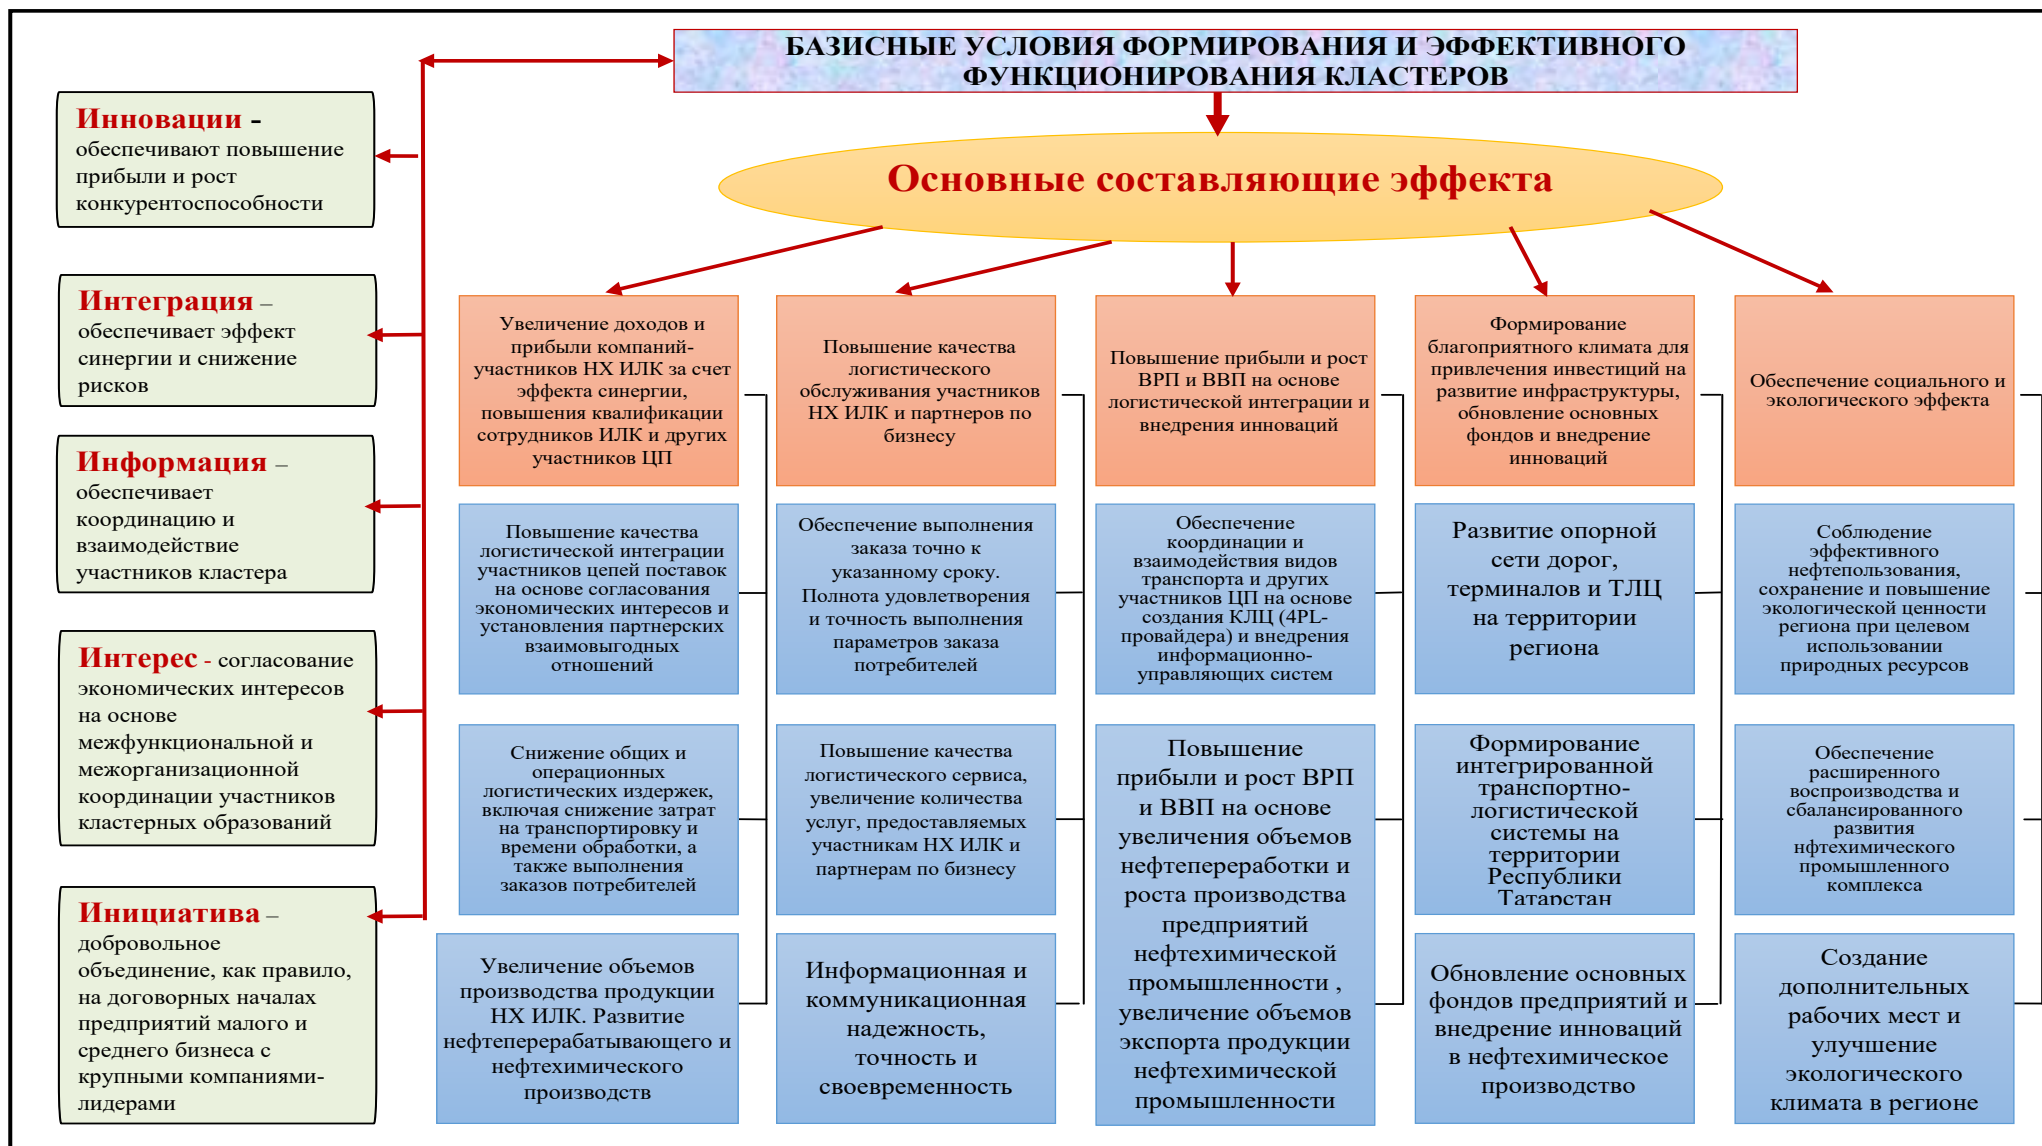 БАЗИСНЫЕ УСЛОВИЯ ФОРМИРОВАНИЯ И ЭФФЕКТИВНОГО
ФУНКЦИОНИРОВАНИЯ КЛАСТЕРОВ
Инновации -
обеспечивают повышение
прибыли и рост
конкурентоспособности
Интеграция –
обеспечивает эффект
синергии и снижение
рисков
Информация –
обеспечивает
координацию и
взаимодействие
участников кластера
Интерес - согласование
экономических интересов
на основе
межфункциональной и
межорганизационной
координации участников
кластерных образований
Инициатива –
добровольное
объединение, как правило,
на договорных началах
предприятий малого и
среднего бизнеса с
крупными компаниями-
лидерами
Основные составляющие эффекта
Увеличение доходов и
прибыли компаний-
участников НХ ИЛК за счет
эффекта синергии,
повышения квалификации
сотрудников ИЛК и других
участников ЦП
Повышение качества
логистического
обслуживания участников
НХ ИЛК и партнеров по
бизнесу
Повышение прибыли и рост
ВРП и ВВП на основе
логистической интеграции и
внедрения инноваций
Формирование
благоприятного климата для
привлечения инвестиций на
развитие инфраструктуры,
обновление основных
фондов и внедрение
инноваций
Обеспечение социального и
экологического эффекта
Повышение качества
логистической интеграции
участников цепей поставок
на основе согласования
экономических интересов и
установления партнерских
взаимовыгодных
отношений
Обеспечение выполнения
заказа точно к
указанному сроку.
Полнота удовлетворения
и точность выполнения
параметров заказа
потребителей
Обеспечение
координации и
взаимодействия видов
транспорта и других
участников ЦП на основе
создания КЛЦ (4PL-
провайдера) и внедрения
информационно-
управляющих систем
Развитие опорной
сети дорог,
терминалов и ТЛЦ
на территории
региона
Соблюдение
эффективного
нефтепользования,
сохранение и повышение
экологической ценности
региона при целевом
использовании
природных ресурсов
Снижение общих и
операционных
логистических издержек,
включая снижение затрат
на транспортировку и
времени обработки, а
также выполнения
заказов потребителей
Повышение качества
логистического сервиса,
увеличение количества
услуг, предоставляемых
участникам НХ ИЛК и
партнерам по бизнесу
Повышение
прибыли и рост ВРП
и ВВП на основе
увеличения объемов
нефтепереработки и
роста производства
предприятий
нефтехимической
промышленности ,
увеличение объемов
экспорта продукции
нефтехимической
промышленности
Формирование
интегрированной
транспортно-
логистической
системы на
территории
Республики
Татарстан
Обеспечение
расширенного
воспроизводства и
сбалансированного
развития
нфтехимического
промышленного
комплекса
Увеличение объемов
производства продукции
НХ ИЛК. Развитие
нефтеперерабатывающего и
нефтехимического
производств
Информационная и
коммуникационная
надежность,
точность и
своевременность
Обновление основных
фондов предприятий и
внедрение инноваций
в нефтехимическое
производство
Создание
дополнительных
рабочих мест и
улучшение
экологического
климата в регионе